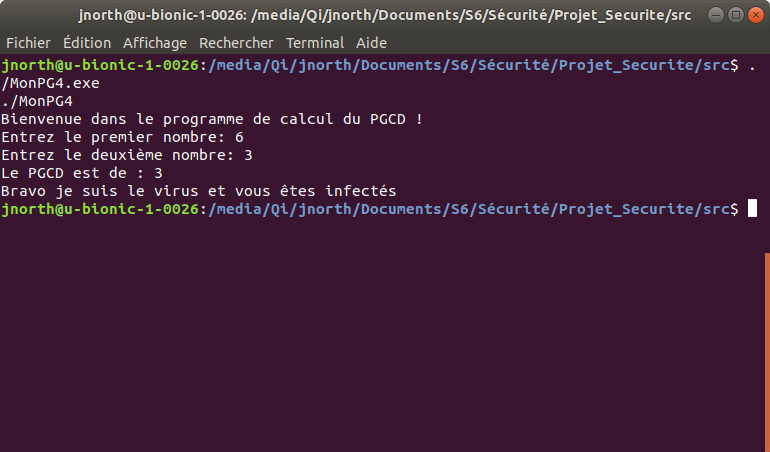 jnorth@u-bionic-1-0026: /media/Qi/jnorth/Documents/S6/Sécurité/Projet_Securite/src
Fichier Édition Affichage Rechercher Terminal Aide
jnorth@u-bionic-1-0026:/media/Qi/jnorth/Documents/S6/Sécurité/Projet_Securite/src$ .
/MonPG4.exe
./MonPG4
Bienvenue dans le programme de calcul du PGCD !
Entrez le premier nombre: 6
Entrez le deuxième nombre: 3
Le PGCD est de : 3
Bravo je suis le virus et vous êtes infectés
jnorth@u-bionic-1-0026:/media/Qi/jnorth/Documents/S6/Sécurité/Projet_Securite/src$